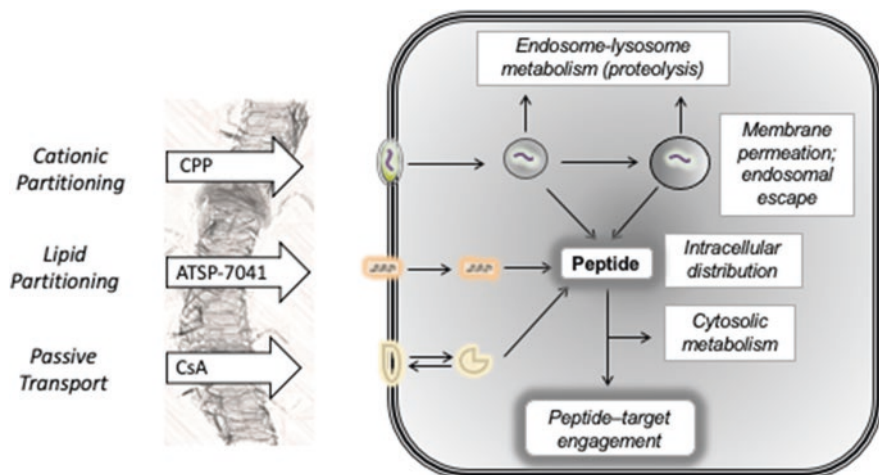 Cationic
Partitioning
CPP
Lipid
Partitioning
ATSP-7041
Passive
Transport
CsA
Endosome-lysosome
metabolism (proteolysis)
Membrane
permeation;
endosomal
escape
Peptide
Intracellular
distribution
Cytosolic
metabolism
Peptide–target
engagement